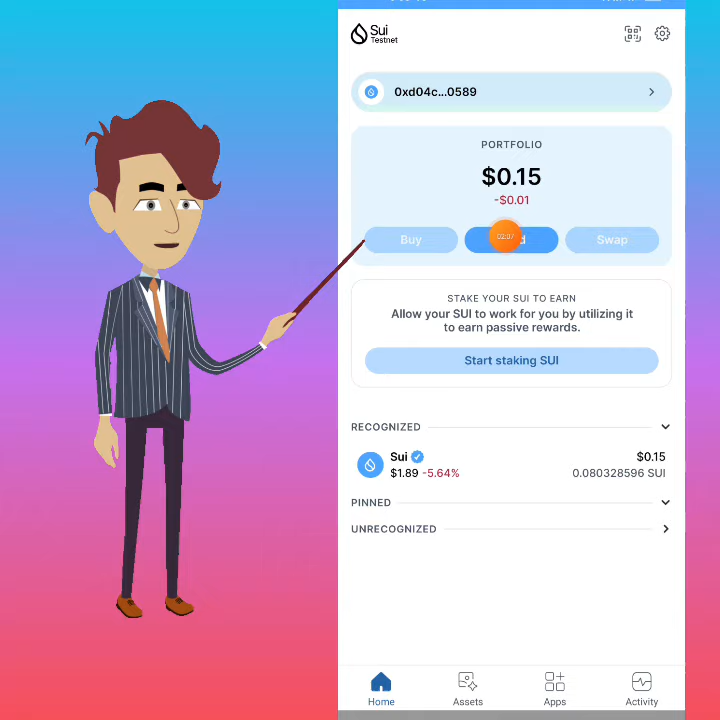 Sui
Testnet
0xd04c...0589
PORTFOLIO
$0.15
-$0.01
Buy
02:07
Swap
STAKE YOUR SUI TO EARN
Allow your SUI to work for you by utilizing it
to earn passive rewards.
Start staking SUI
RECOGNIZED
Sui $0.15
$1.89 -5.64% 0.080328596 SUI
PINNED
UNRECOGNIZED
Home Assets Apps Activity